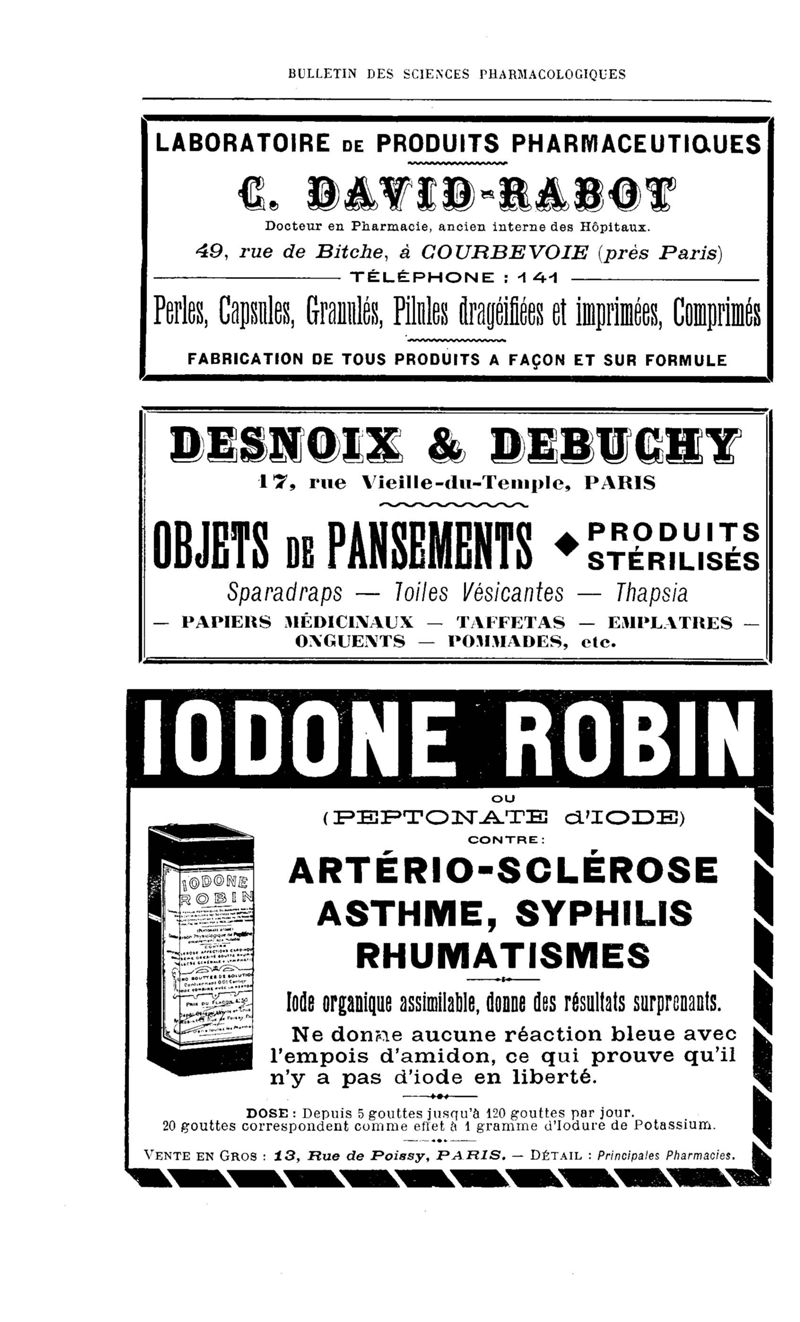 BULLETIN DES SCIENCES PHARMACOLOGIQUES
LABORATOIRE DE PRODUITS PHARMACEUTIQUES
C. DAVID-RABOT
Docteur en Pharmacie, ancien interne des Hôpitaux.
49, rue de Bitche, à COURBEVOIE (près Paris)
TÉLÉPHONE : 141
Perles, Capsules, Granulés, Pilules dragéifiées et imprimées, Comprimés
FABRICATION DE TOUS PRODUITS A FAÇON ET SUR FORMULE
DESNOIX & DEBUCHY
17, rue Vieille-du-Temple, PARIS
OBJETS DE PANSEMENTS ◆ PRODUITS STÉRILISÉS
Sparadraps — Toiles Vésicantes — Thapsia
— PAPIERS MÉDICINAUX — TAFFETAS — EMPLATRES —
ONGUENTS — POMMADES, etc.
IODONE ROBIN
OU
(PEPTONATE d'IODE)
CONTRE :
ARTÉRIO-SCLÉROSE
ASTHME, SYPHILIS
RHUMATISMES
Iode organique assimilable, donne des résultats surprenants.
Ne donne aucune réaction bleue avec
l'empois d'amidon, ce qui prouve qu'il
n'y a pas d'iode en liberté.
DOSE : Depuis 5 gouttes jusqu'à 120 gouttes par jour.
20 gouttes correspondent comme effet à 1 gramme d'Iodure de Potassium.
VENTE EN GROS : 13, Rue de Poissy, PARIS. — DÉTAIL : Principales Pharmacies.
IODONE
ROBIN